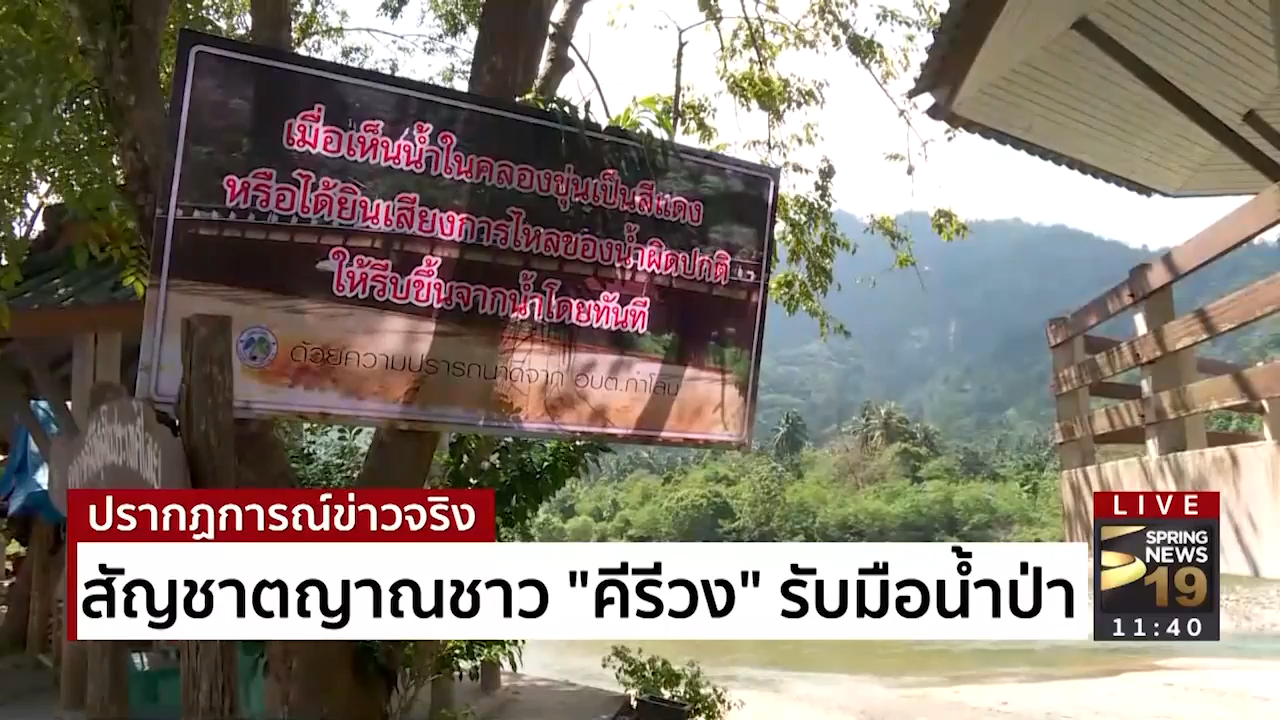 เมื่อเห็นน้ำในคลองขุ่นเป็นสีแดง
หรือได้ยินเสียงการไหลของน้ำผิดปกติ
ให้รีบขึ้นจากน้ำโดยทันที
ด้วยความปรารถนาดีจาก อบต.กำโลน
ปรากฏการณ์ข่าวจริง
สัญชาตญาณชาว "คีรีวง" รับมือน้ำป่า
LIVE
SPRING
NEWS
19
11:40